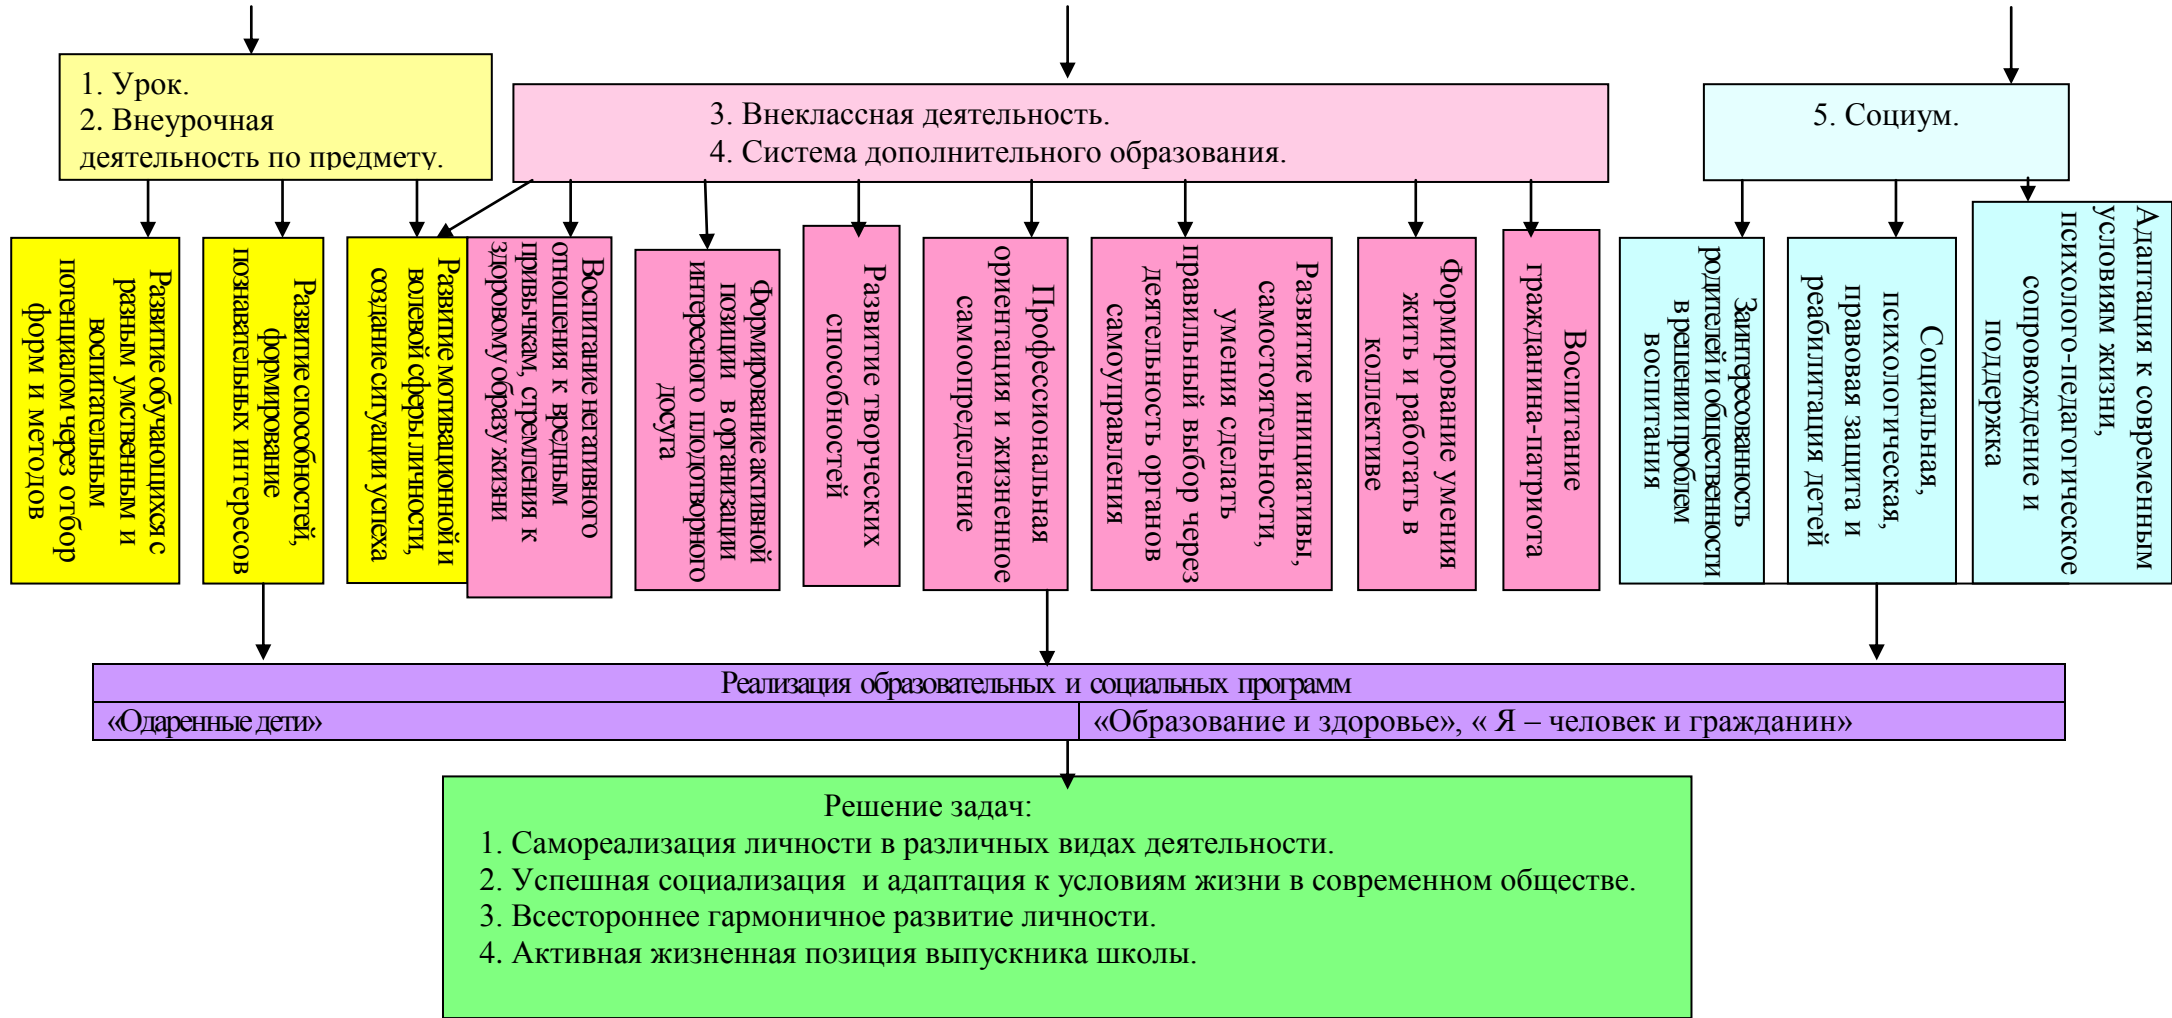 1. Урок.
2. Внеурочная
деятельность по предмету.
3. Внеклассная деятельность.
4. Система дополнительного образования.
5. Социум.
Развитие обучающихся с
разным умственным и
воспитательным
потенциалом через отбор
форм и методов
Развитие способностей,
формирование
познавательных интересов
Развитие мотивационной и
волевой сферы личности,
создание ситуации успеха
Воспитание негативного
отношения к вредным
привычкам, стремления к
здоровому образу жизни
Формирование активной
позиции в организации
интересного плодотворного
досуга
Развитие творческих
способностей
Профессиональная
ориентация и жизненное
самоопределение
Развитие инициативы,
самостоятельности,
умения сделать
правильный выбор через
деятельность органов
самоуправления
Формирование умения
жить и работать в
коллективе
Воспитание
гражданина-патриота
Заинтересованность
родителей и общественности
в решении проблем
воспитания
Социальная,
психологическая,
правовая защита и
реабилитация детей
Адаптация к современным
условиям жизни,
психолого-педагогическое
сопровождение и
поддержка
Реализация образовательных и социальных программ
«Одаренные дети»
«Образование и здоровье», « Я – человек и гражданин»
Решение задач:
1. Самореализация личности в различных видах деятельности.
2. Успешная социализация и адаптация к условиям жизни в современном обществе.
3. Всестороннее гармоничное развитие личности.
4. Активная жизненная позиция выпускника школы.